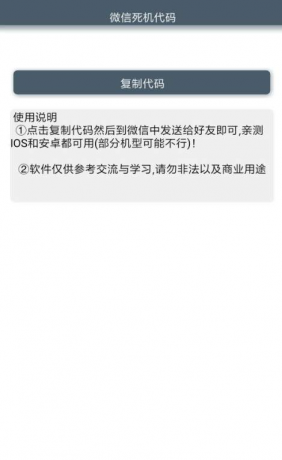 微信死机代码
复制代码
使用说明
①点击复制代码然后到微信中发送给好友即可,亲测
IOS和安卓都可用(部分机型可能不行)!
②软件仅供参考交流与学习,请勿非法以及商业用途